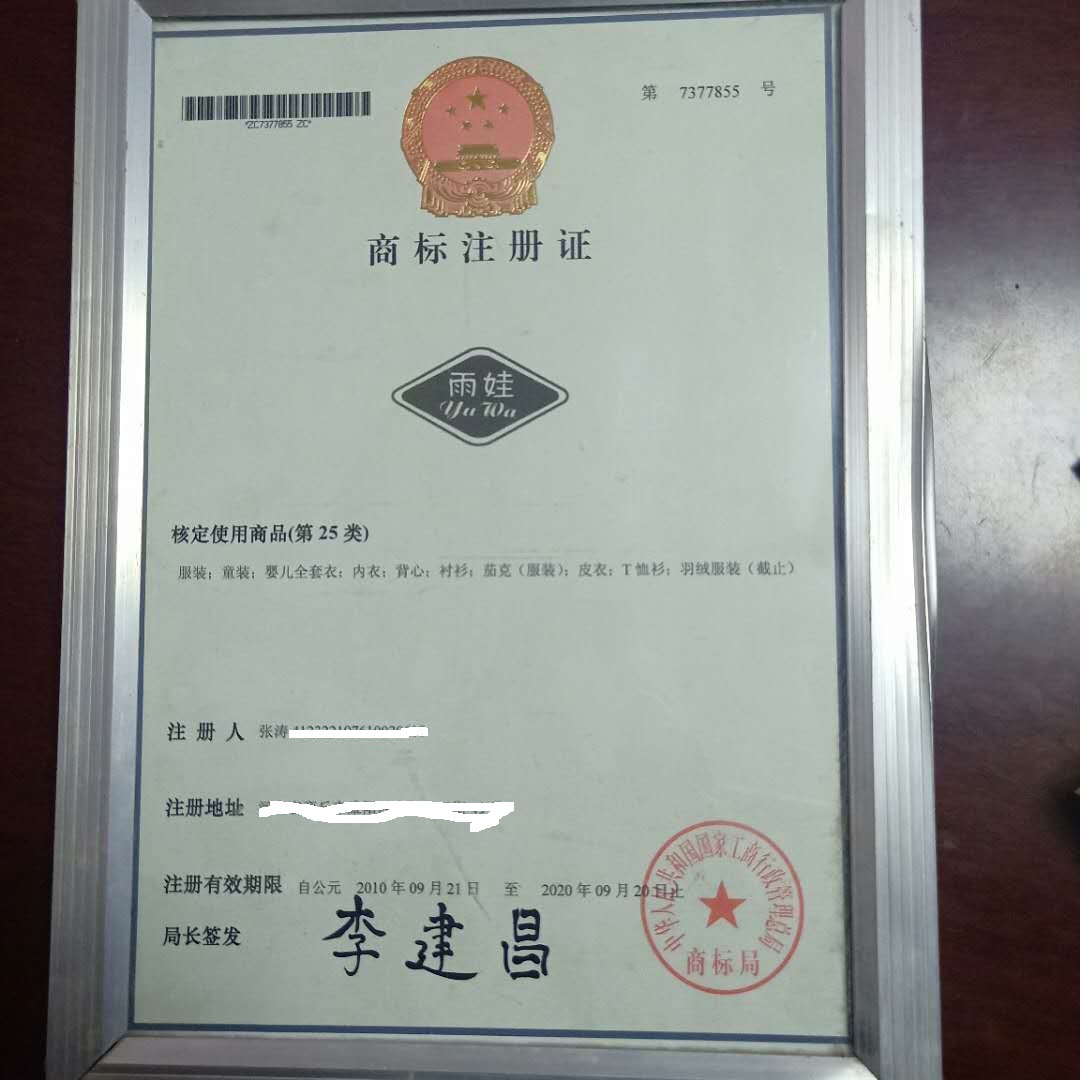 第 7377855 号
*ZC7377855 ZC*
商标注册证
雨娃
Yu Wa
核定使用商品(第 25 类)
服装；童装；婴儿全套衣；内衣；背心；衬衫；茄克（服装）；皮衣；T 恤衫；羽绒服装（截止）
注 册 人 张涛
注册地址
注册有效期限 自公元 2010 年 09 月 21 日 至 2020 年 09 月 20 日止
局长签发 李建昌
中华人民共和国国家工商行政管理总局
商标局